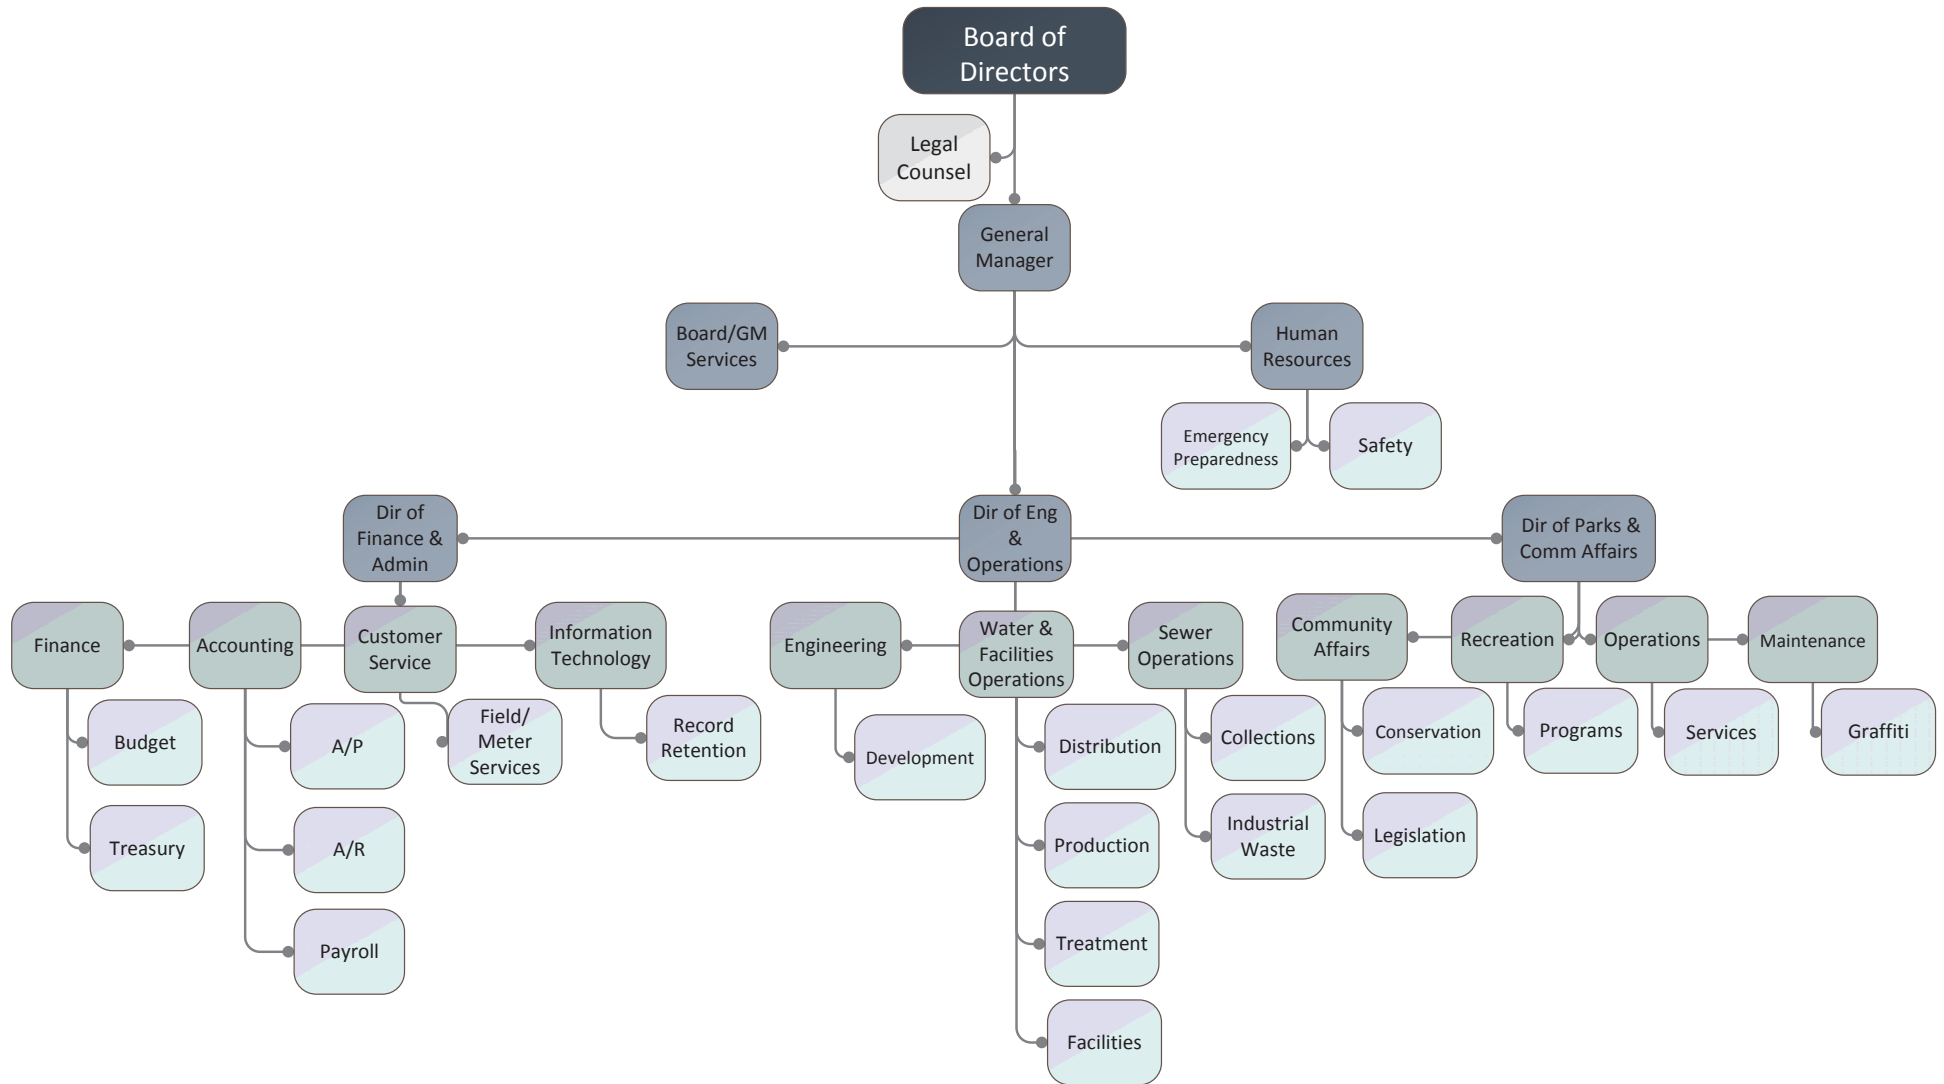 Board of
Directors
Legal
Counsel
General
Manager
Board/GM
Services
Human
Resources
Emergency
Preparedness
Safety
Dir of
Finance &
Admin
Dir of Eng
&
Operations
Dir of Parks &
Comm Affairs
Finance
Accounting
Customer
Service
Information
Technology
Engineering
Water &
Facilities
Operations
Sewer
Operations
Community
Affairs
Recreation
Operations
Maintenance
Budget
A/P
Field/
Meter
Services
Record
Retention
Development
Distribution
Collections
Conservation
Programs
Services
Graffiti
Treasury
A/R
Production
Industrial
Waste
Legislation
Payroll
Treatment
Facilities